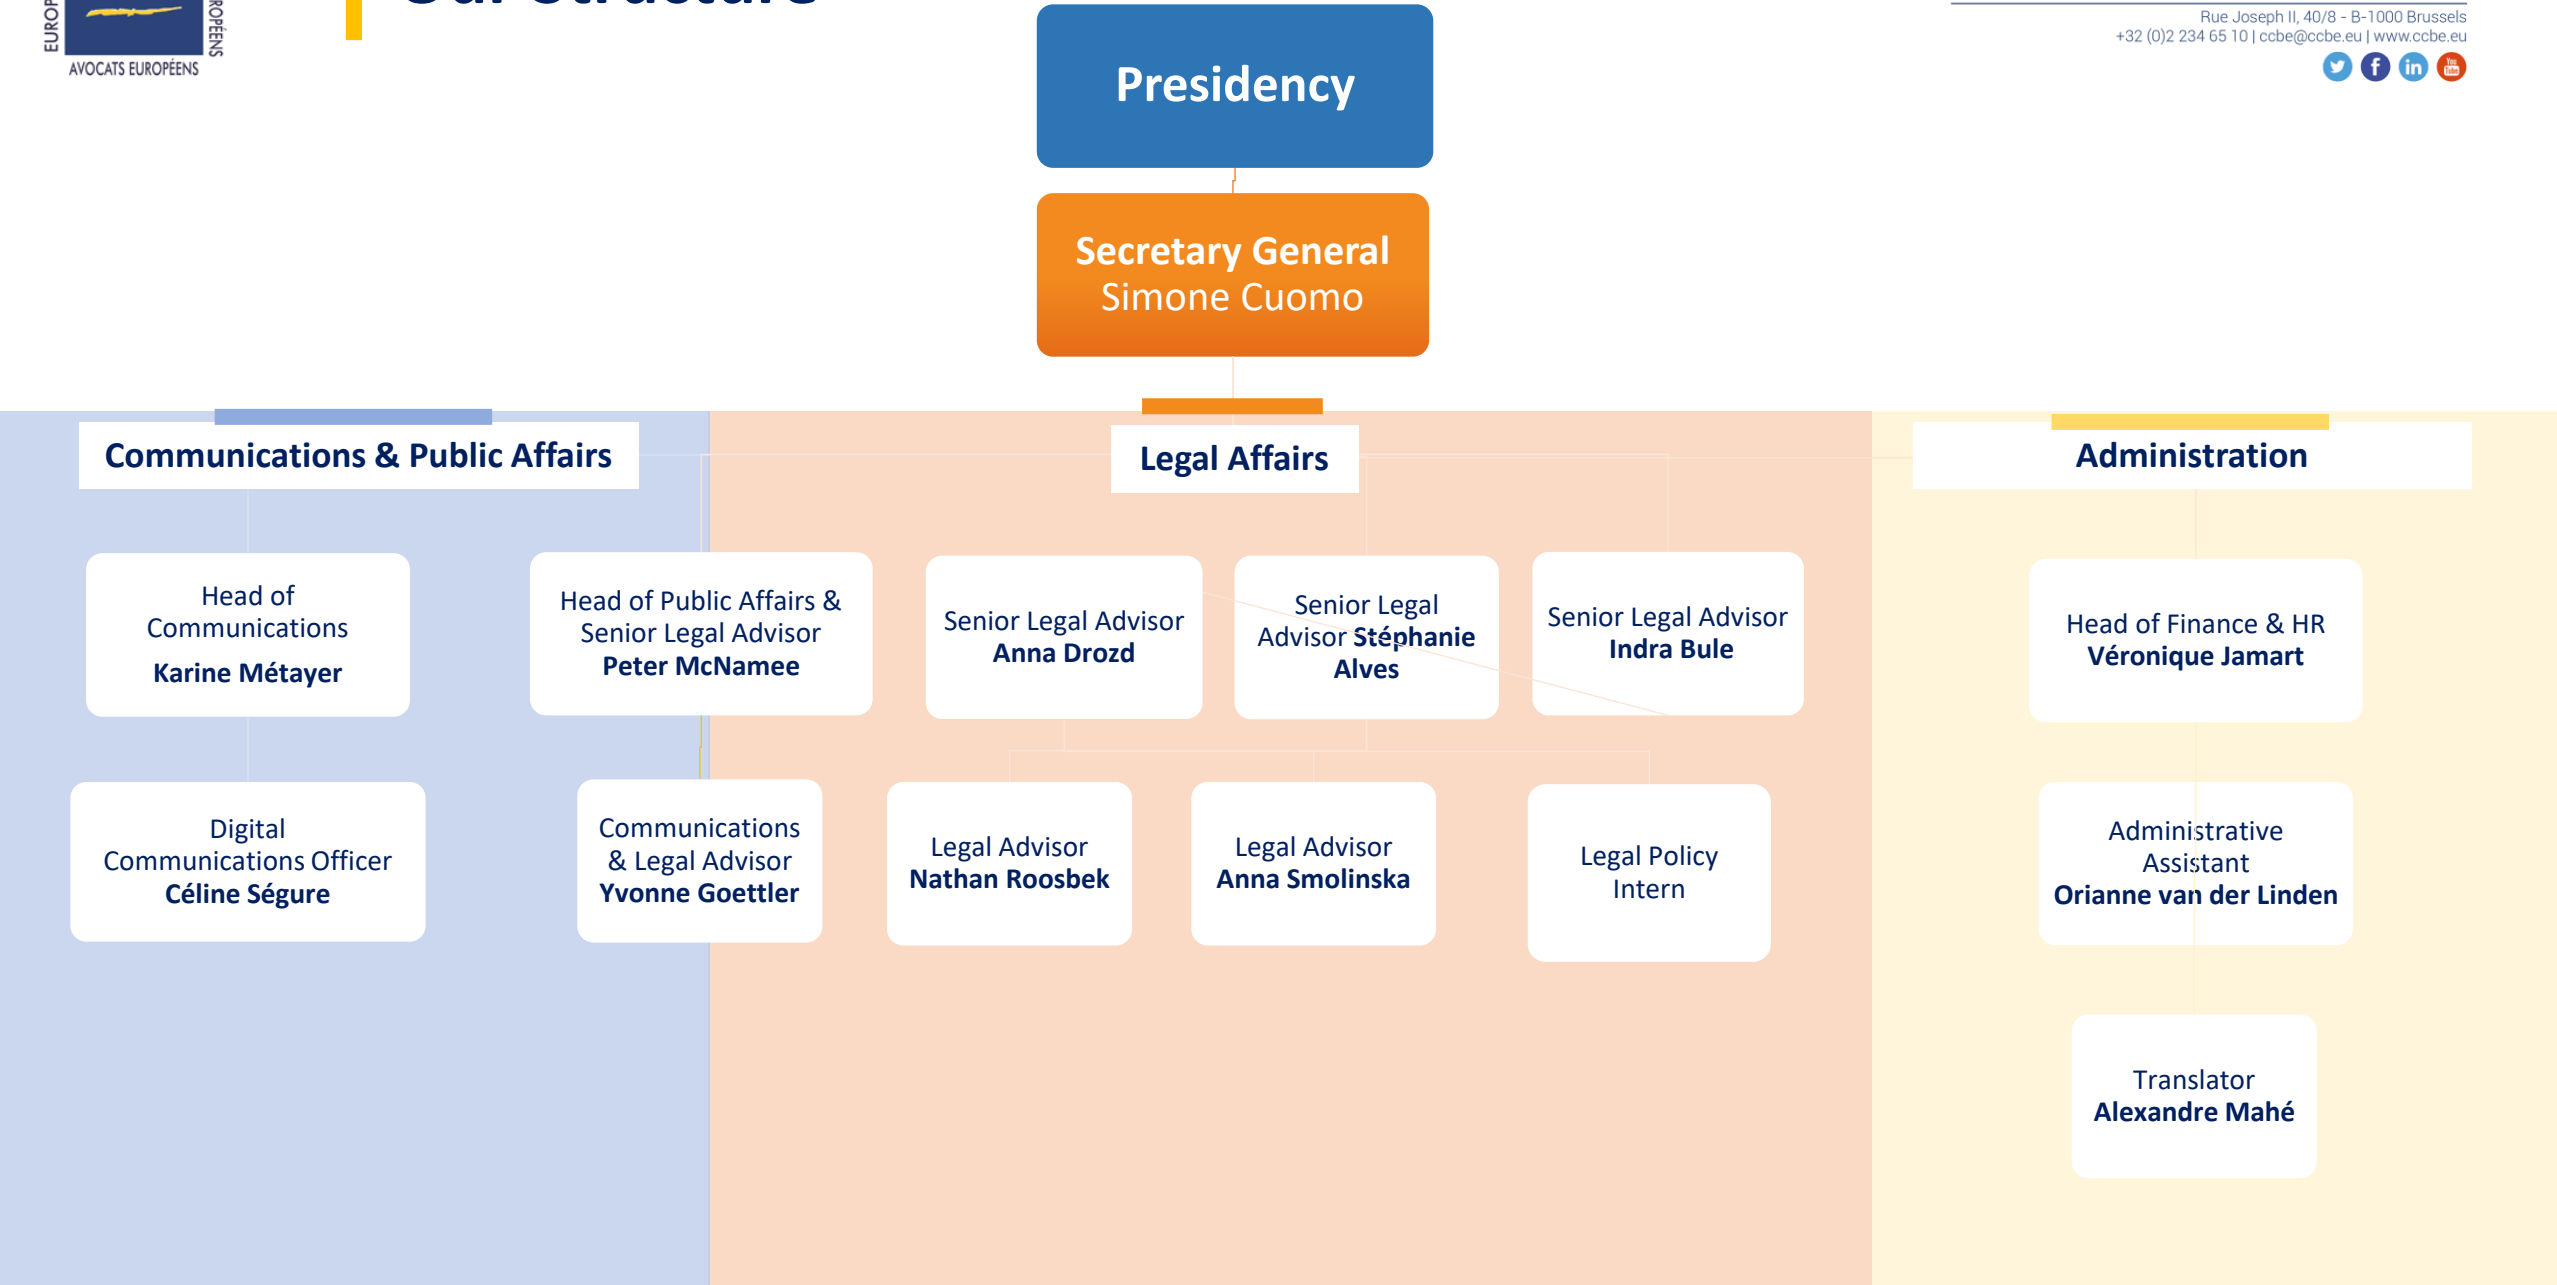 AVOCATS EUROPÉENS
Our Structure
Rue Joseph II, 40/8 - B-1000 Brussels
+32 (0)2 234 65 10 | ccbe@ccbe.eu | www.ccbe.eu
You
Tube
Presidency
Secretary General
Simone Cuomo
Communications & Public Affairs
Legal Affairs
Administration
Head of
Communications
Karine Métayer
Head of Public Affairs &
Senior Legal Advisor
Peter McNamee
Senior Legal Advisor
Anna Drozd
Senior Legal
Advisor Stéphanie
Alves
Senior Legal Advisor
Indra Bule
Head of Finance & HR
Véronique Jamart
Digital
Communications Officer
Céline Ségure
Communications
& Legal Advisor
Yvonne Goettler
Legal Advisor
Nathan Roosbek
Legal Advisor
Anna Smolinska
Legal Policy
Intern
Administrative
Assistant
Orianne van der Linden
Translator
Alexandre Mahé